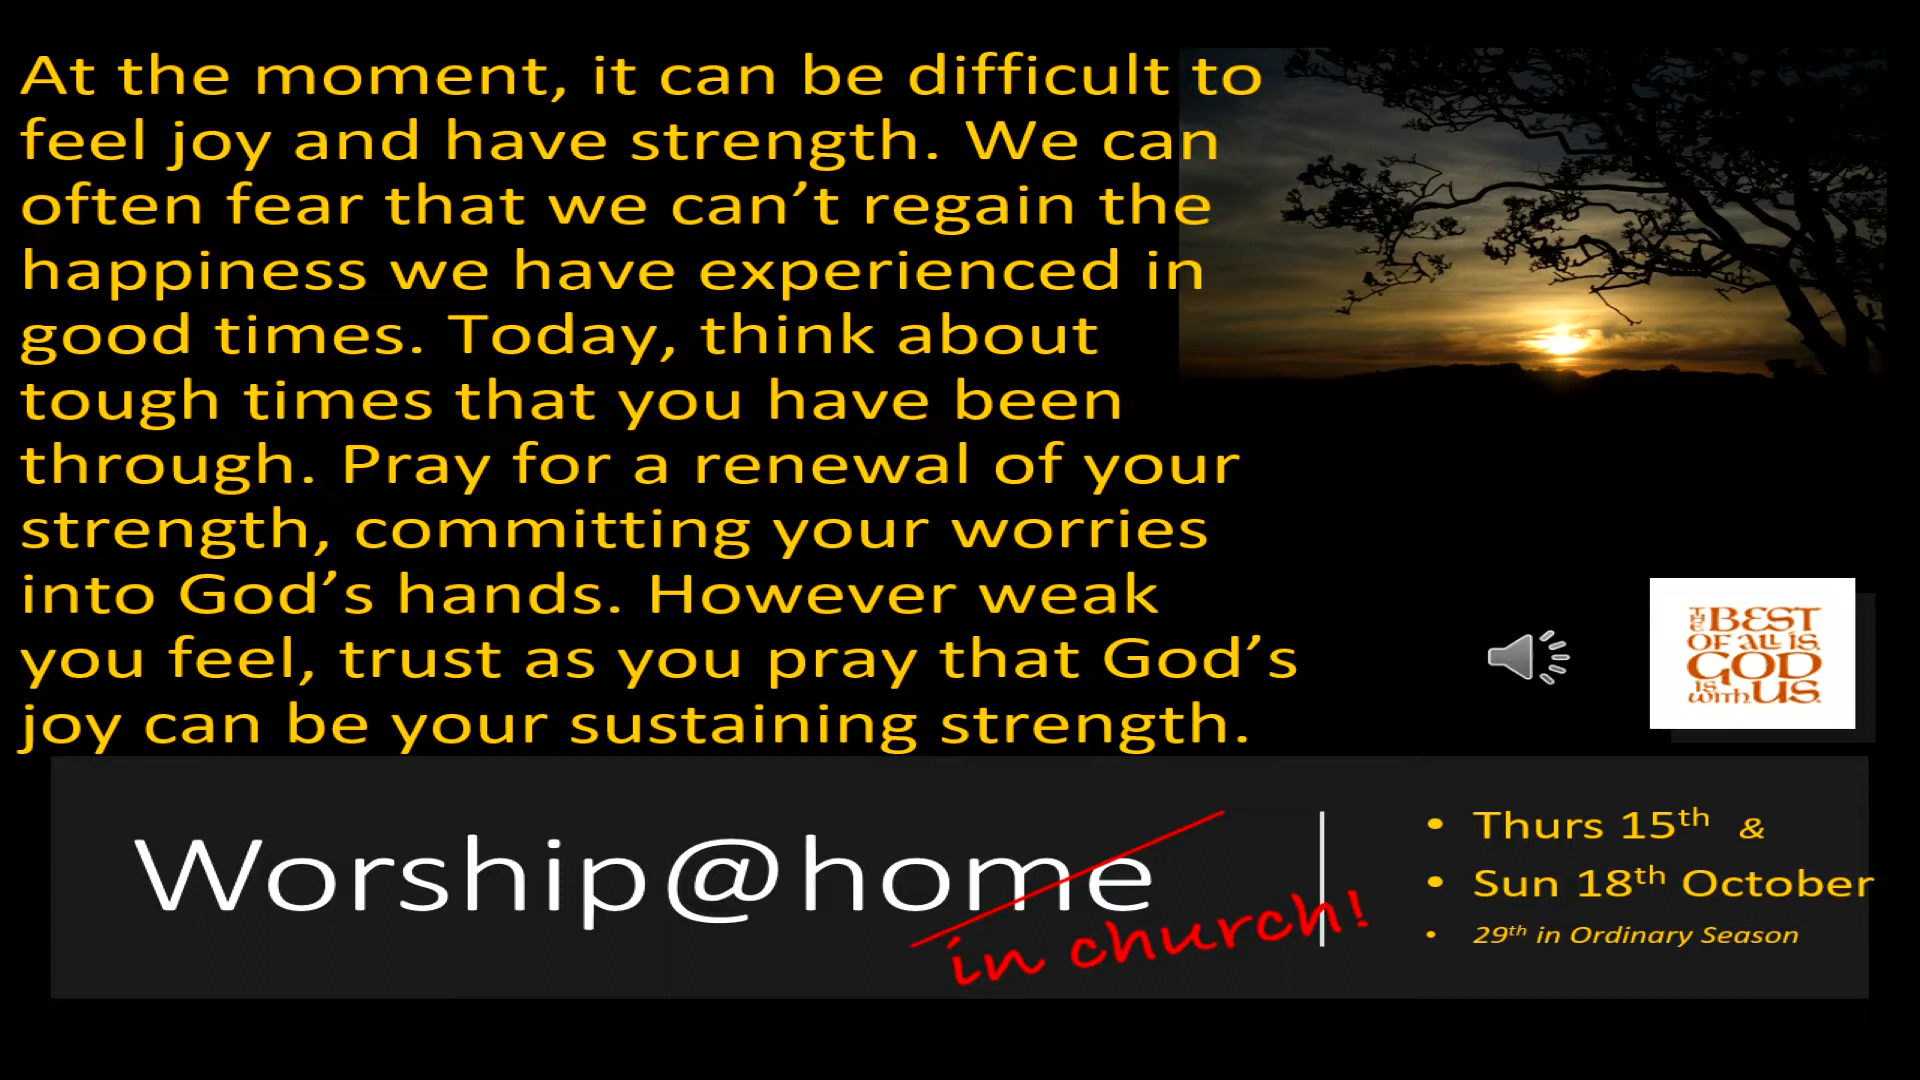 At the moment, it can be difficult to
feel joy and have strength. We can
often fear that we can’t regain the
happiness we have experienced in
good times. Today, think about
tough times that you have been
through. Pray for a renewal of your
strength, committing your worries
into God’s hands. However weak
you feel, trust as you pray that God’s
joy can be your sustaining strength.
THE BEST
OF ALL IS,
GOD
IS with US.
Worship@home
in church!
• Thurs 15th &
• Sun 18th October
• 29th in Ordinary Season